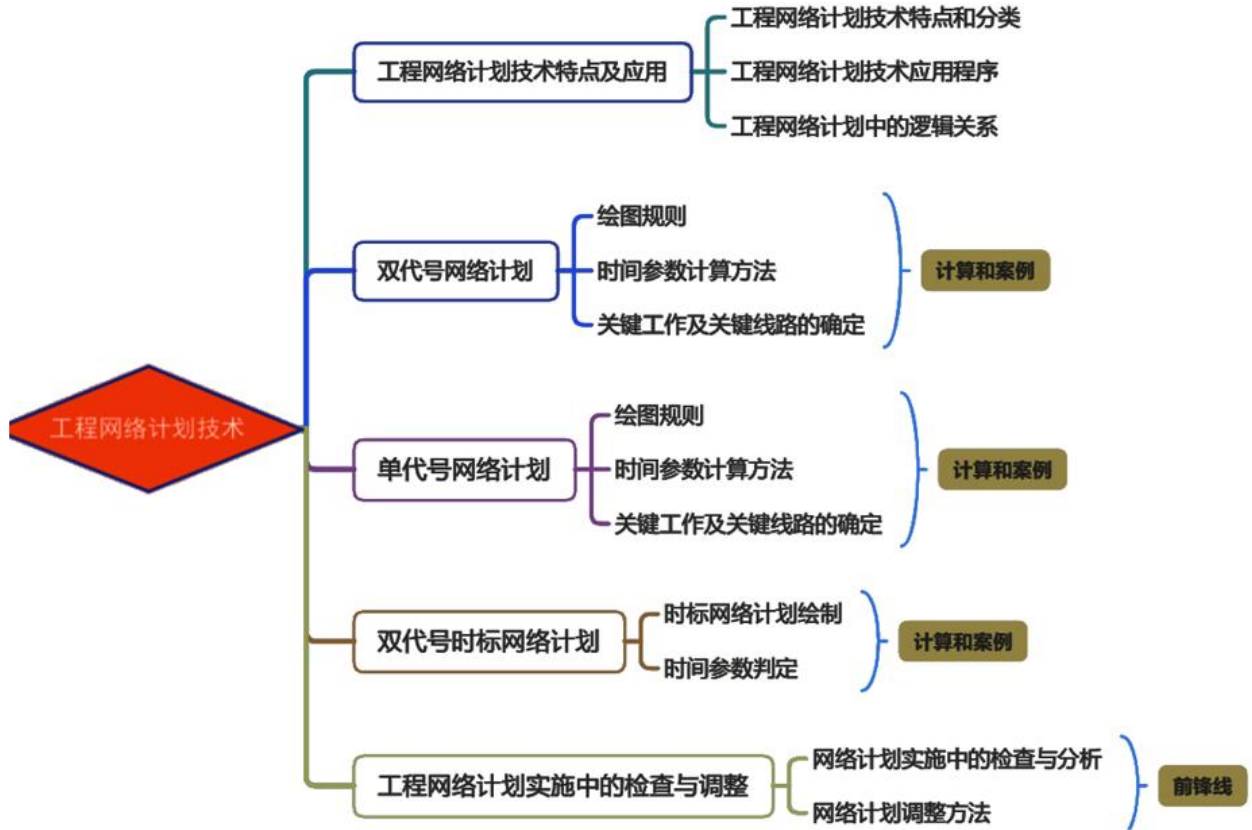 工程网络计划技术
工程网络计划技术特点及应用
工程网络计划技术特点和分类
工程网络计划技术应用程序
工程网络计划中的逻辑关系
双代号网络计划
绘图规则
时间参数计算方法
关键工作及关键线路的确定
计算和案例
单代号网络计划
绘图规则
时间参数计算方法
关键工作及关键线路的确定
计算和案例
双代号时标网络计划
时标网络计划绘制
时间参数判定
计算和案例
工程网络计划实施中的检查与调整
网络计划实施中的检查与分析
网络计划调整方法
前锋线